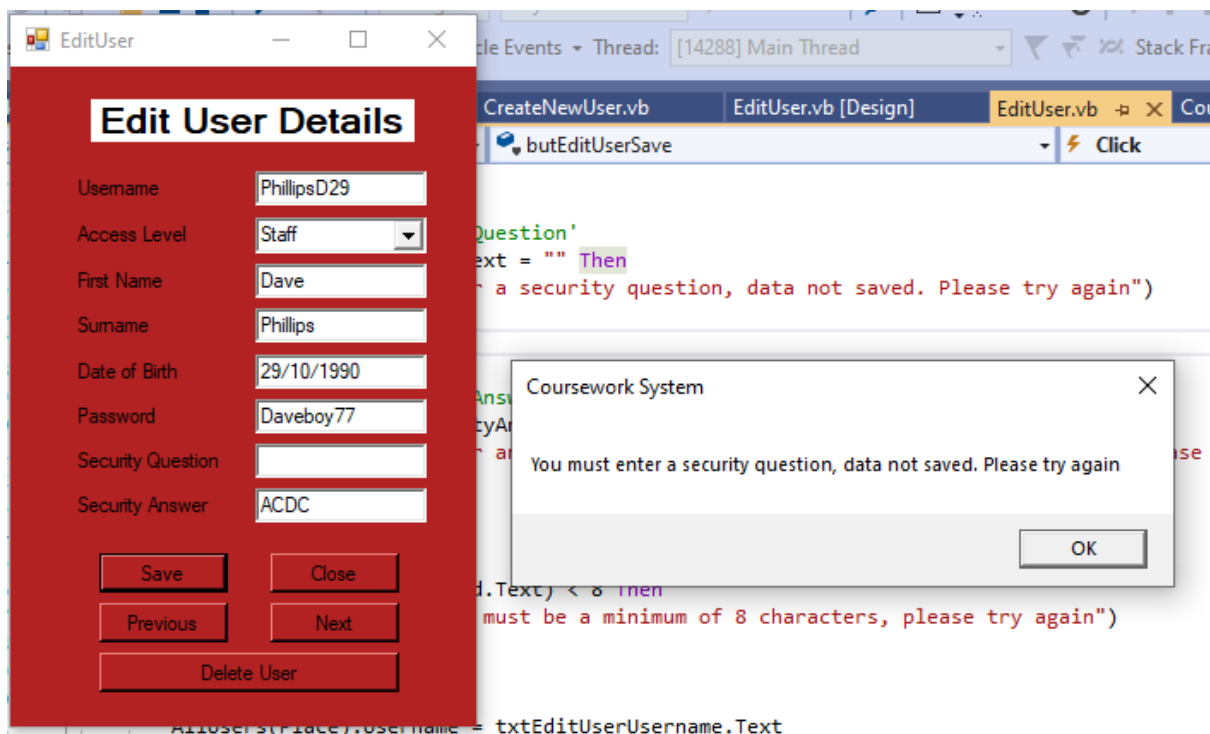 EditUser
Edit User Details
Username PhillipsD29
Access Level Staff
First Name Dave
Surname Phillips
Date of Birth 29/10/1990
Password Daveboy77
Security Question
Security Answer ACDC
Save Close
Previous Next
Delete User
cle Events Thread: [14288] Main Thread Stack Fra
CreateNewUser.vb EditUser.vb [Design] EditUser.vb Cou
butEditUserSave Click
Question'
ext = "" Then
a security question, data not saved. Please try again")
Coursework System
You must enter a security question, data not saved. Please try again
OK
d.Text) < 8 Then
must be a minimum of 8 characters, please try again")
AllUsers(Place).Username = txtEditUserUsername.Text